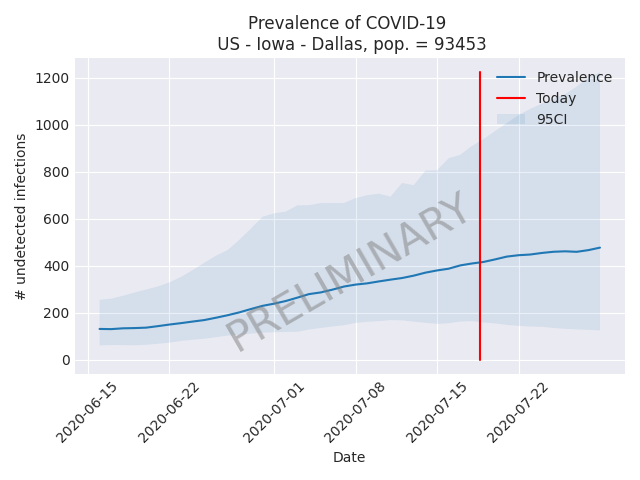 Prevalence of COVID-19
US - Iowa - Dallas, pop. = 93453
# undetected infections
1200
1000
800
600
400
200
0
Prevalence
Today
95CI
PRELIMINARY
2020-06-15
2020-06-22
2020-07-01
2020-07-08
2020-07-15
2020-07-22
Date